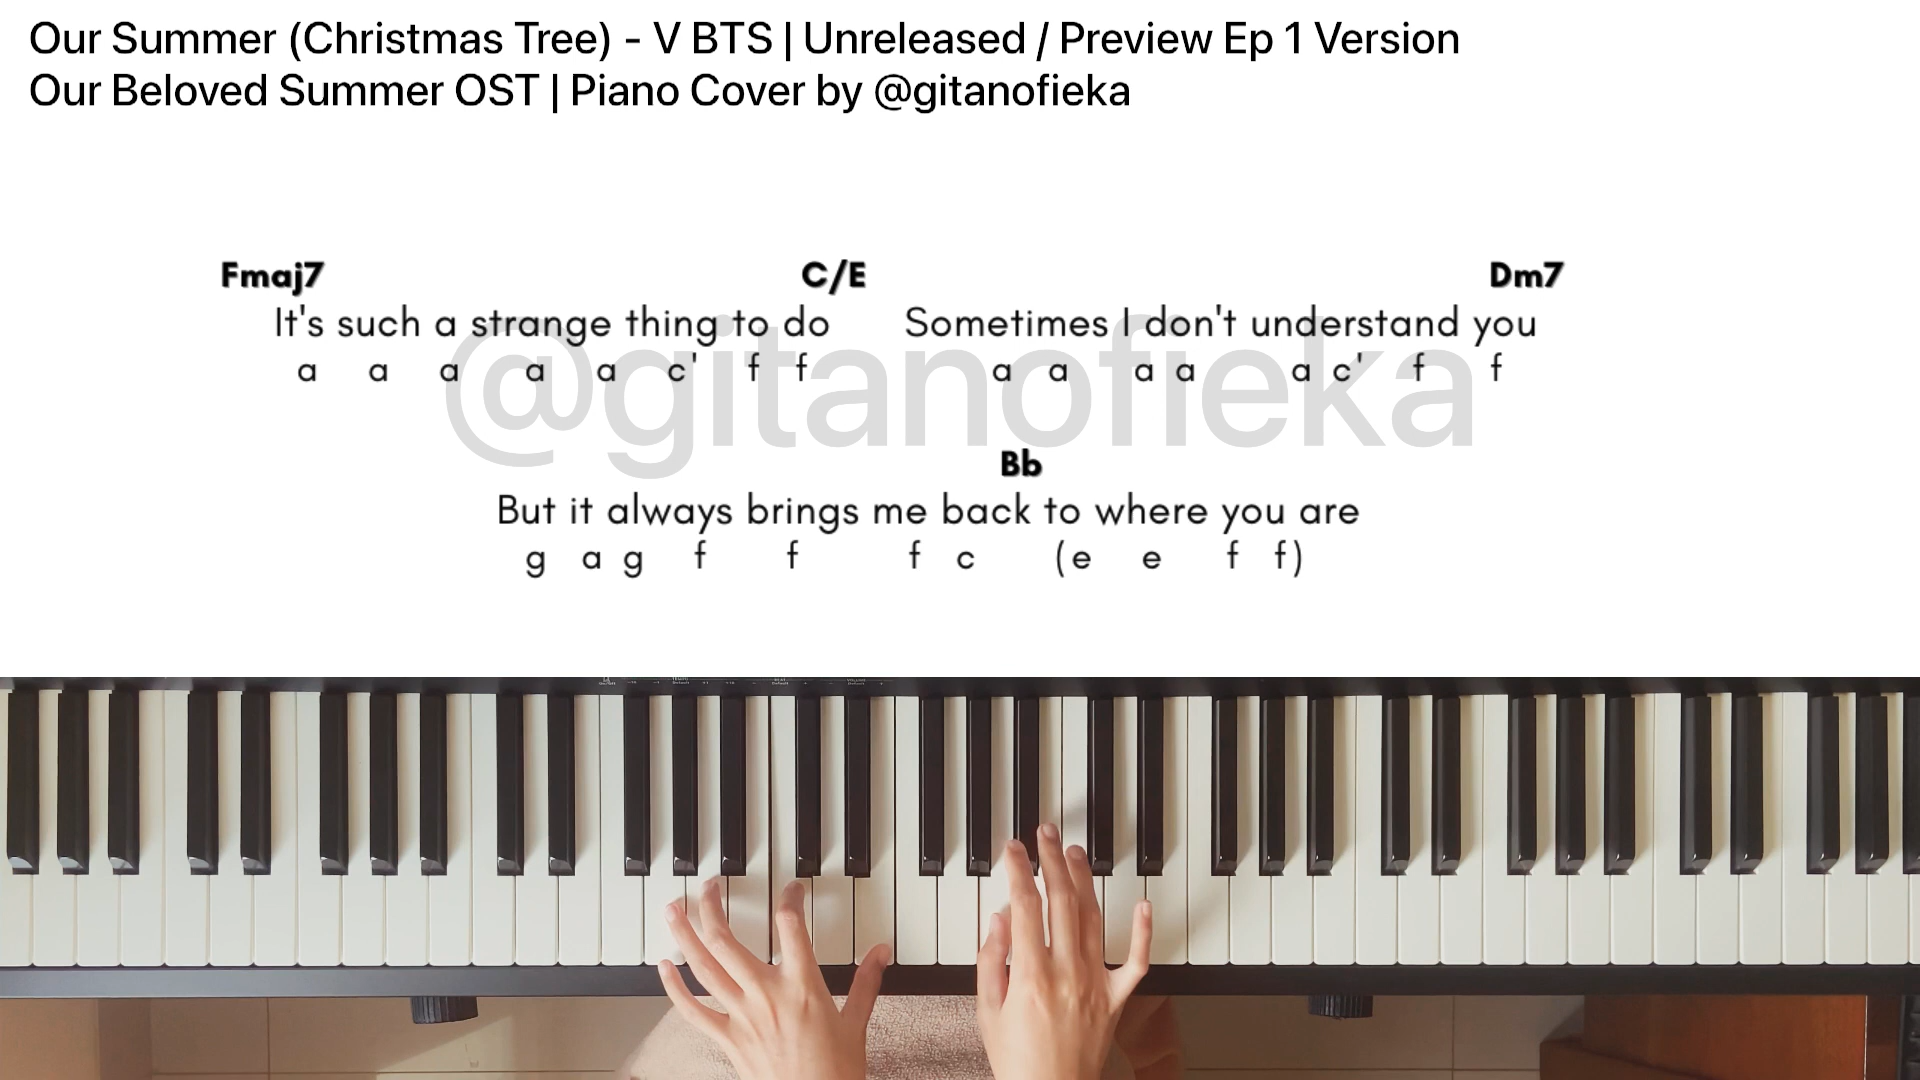 Our Summer (Christmas Tree) - V BTS | Unreleased / Preview Ep 1 Version
Our Beloved Summer OST | Piano Cover by @gitanofieka
Fmaj7 C/E Dm7
It's such a strange thing to do Sometimes I don't understand you
a a a a a c' f f a a a a a c' f f
@gitanofieka
Bb
But it always brings me back to where you are
g a g f f f c (e e f f)